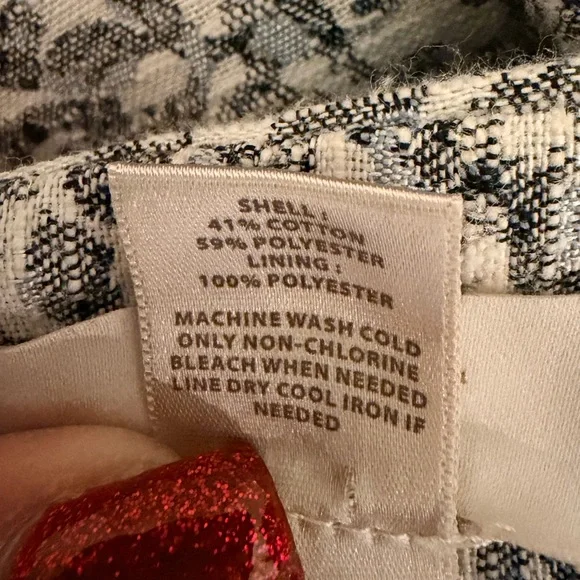 SHELL :
41% COTTON
59% POLYESTER
LINING :
100% POLYESTER
MACHINE WASH COLD
ONLY NON-CHLORINE
BLEACH WHEN NEEDED
LINE DRY COOL IRON IF
NEEDED